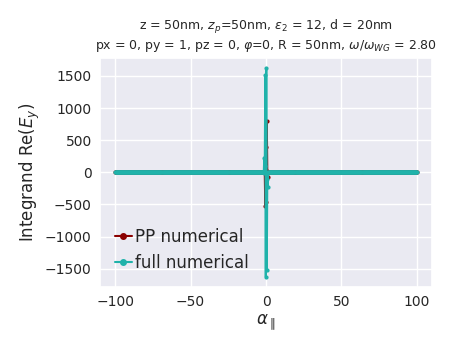 z = 50nm, z_p=50nm, ε_2 = 12, d = 20nm
px = 0, py = 1, pz = 0, φ=0, R = 50nm, ω/ω_WG = 2.80
Integrand Re(E_y)
1500
1000
500
0
−500
−1000
−1500
PP numerical
full numerical
−100
−50
0
50
100
α_∥